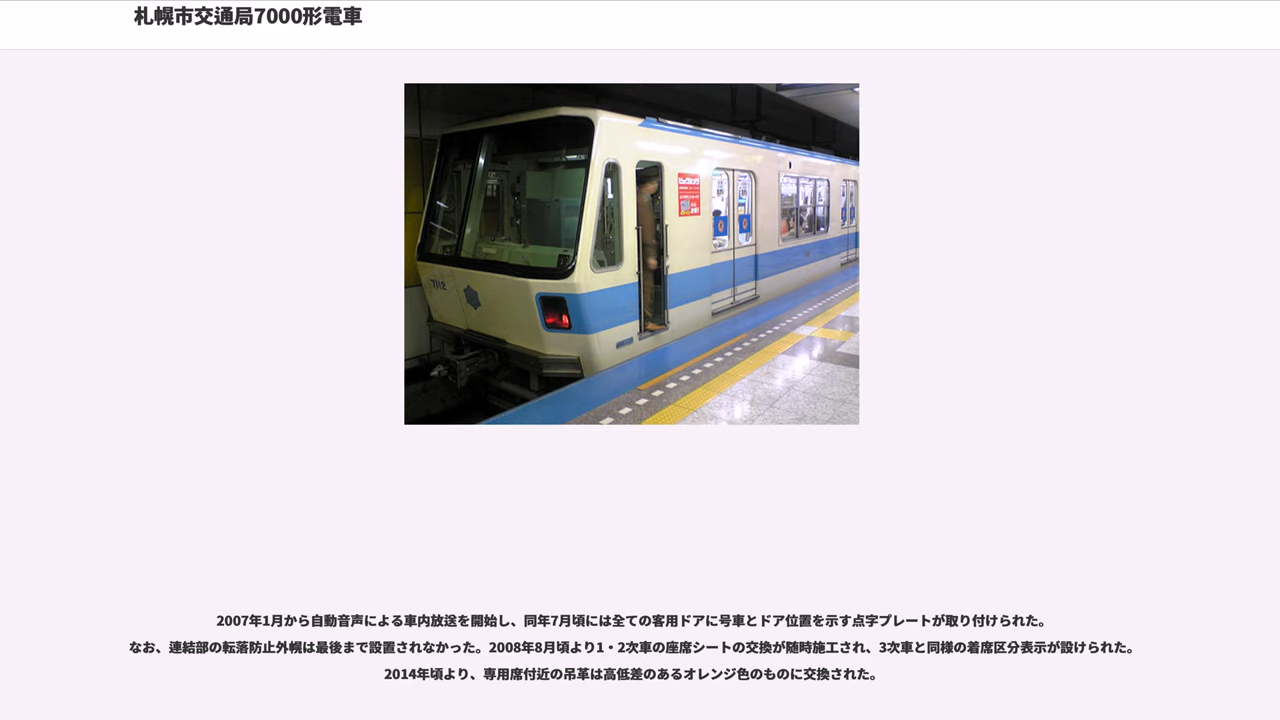 札幌市交通局7000形電車
7112
2007年1月から自動音声による車内放送を開始し、同年7月頃には全ての客用ドアに号車とドア位置を示す点字プレートが取り付けられた。
なお、連結部の転落防止外幌は最後まで設置されなかった。2008年8月頃より1・2次車の座席シートの交換が随時施工され、3次車と同様の着席区分表示が設けられた。
2014年頃より、専用席付近の吊革は高低差のあるオレンジ色のものに交換された。